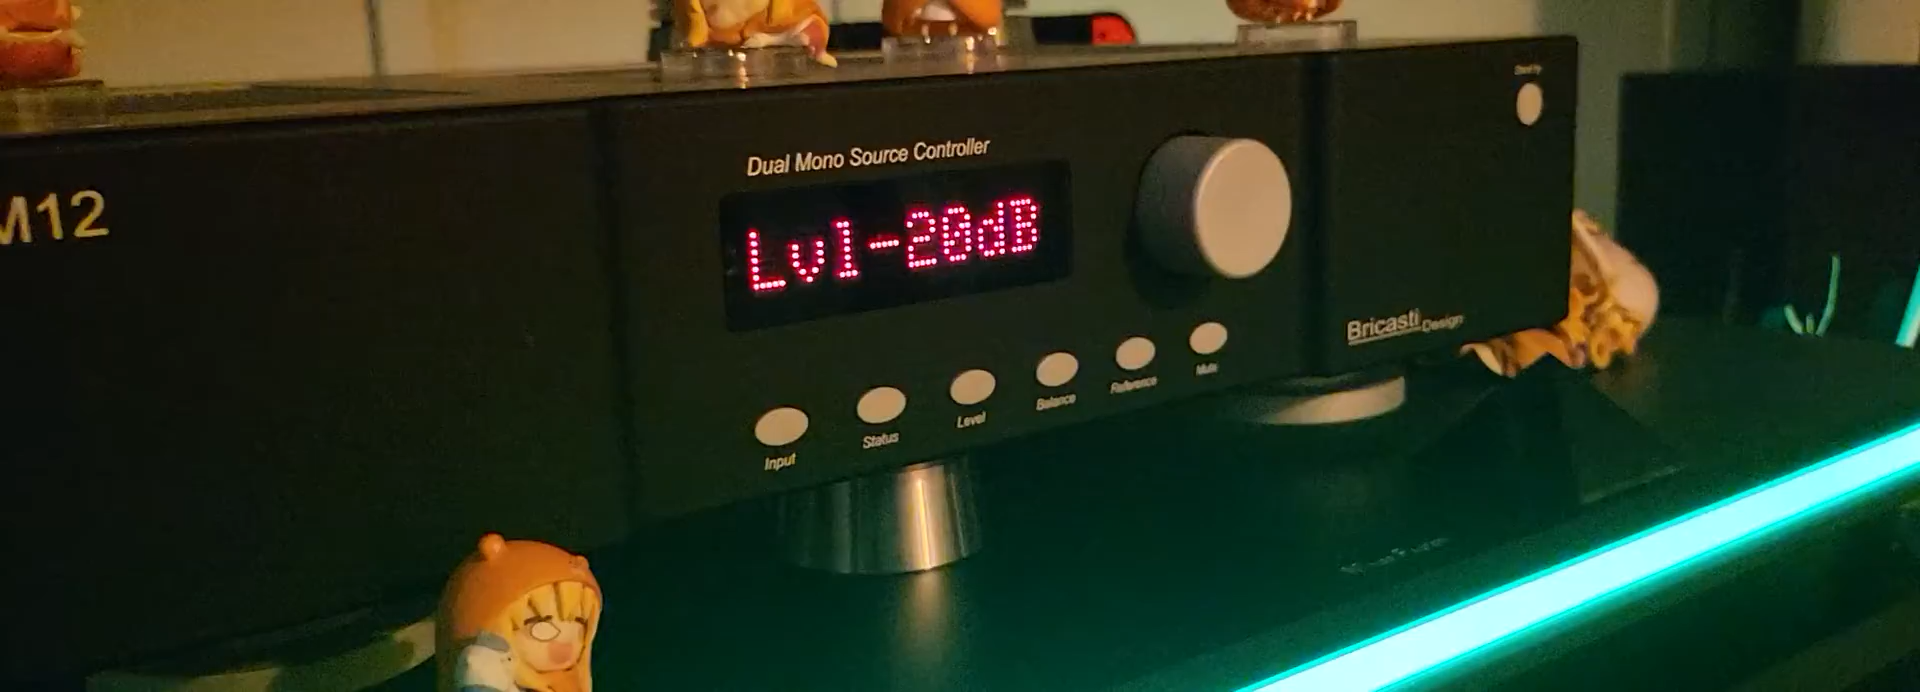 M12
Dual Mono Source Controller
Lvl-20dB
Input
Status
Level
Balance
Reference
Mute
Bricasti Design